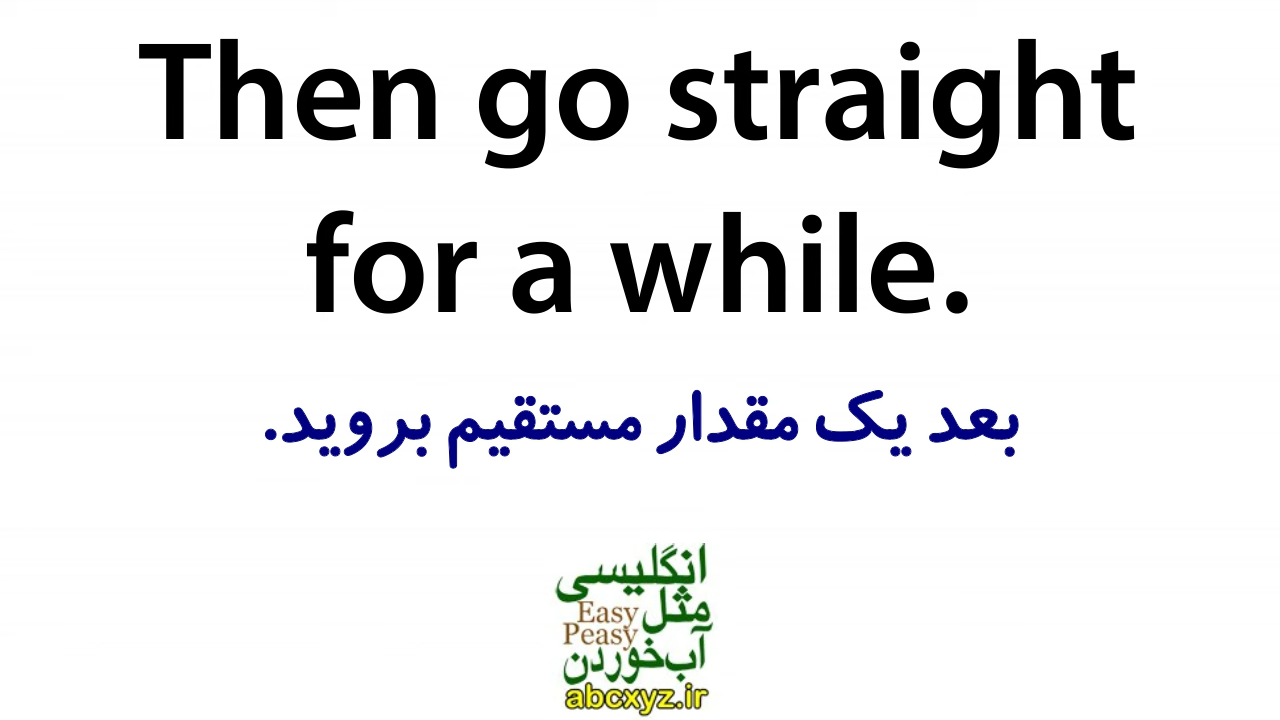 Then go straight
for a while.
بعد یک مقدار مستقیم بروید.
انگلیسی
مثل
Easy
Peasy
آب‌خوردن
abcxyz.ir